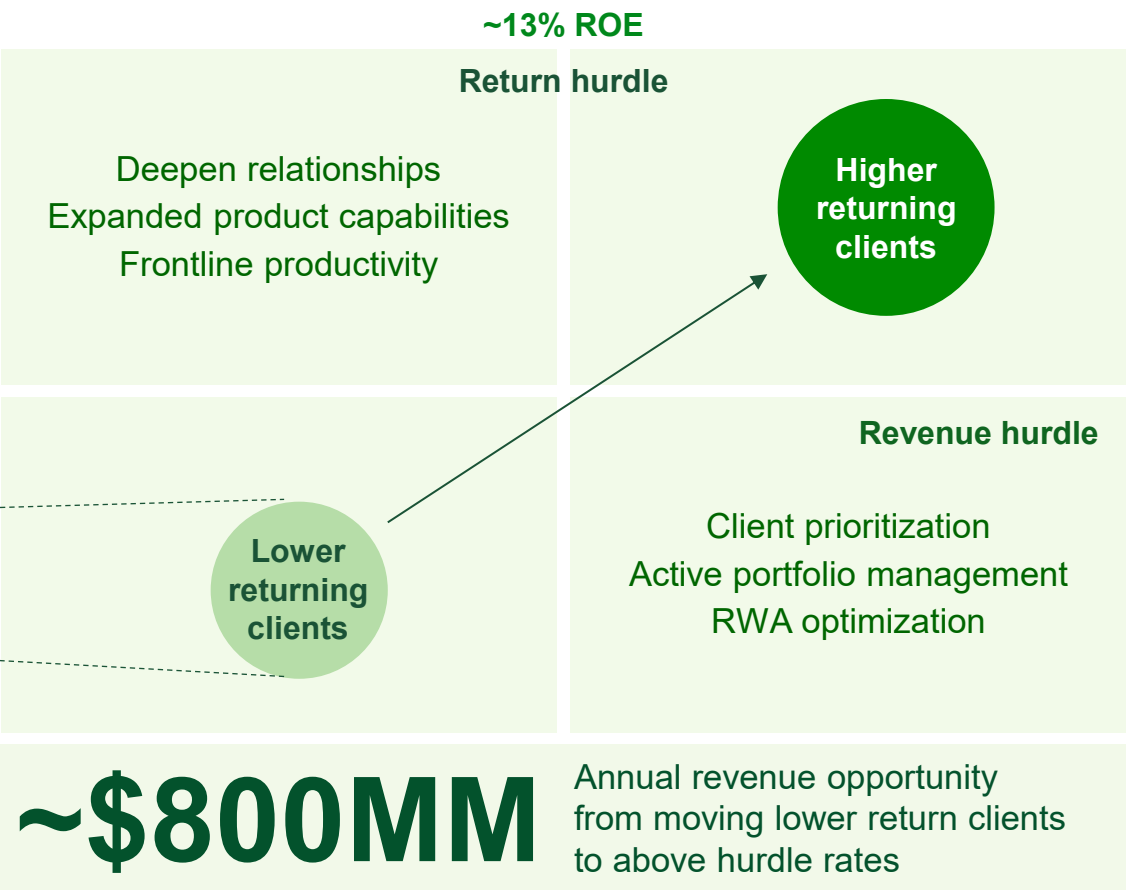 ~13% ROE
Return hurdle
Deepen relationships
Expanded product capabilities
Frontline productivity
Higher
returning
clients
Revenue hurdle
Lower
returning
clients
Client prioritization
Active portfolio management
RWA optimization
~$800MM
Annual revenue opportunity
from moving lower return clients
to above hurdle rates